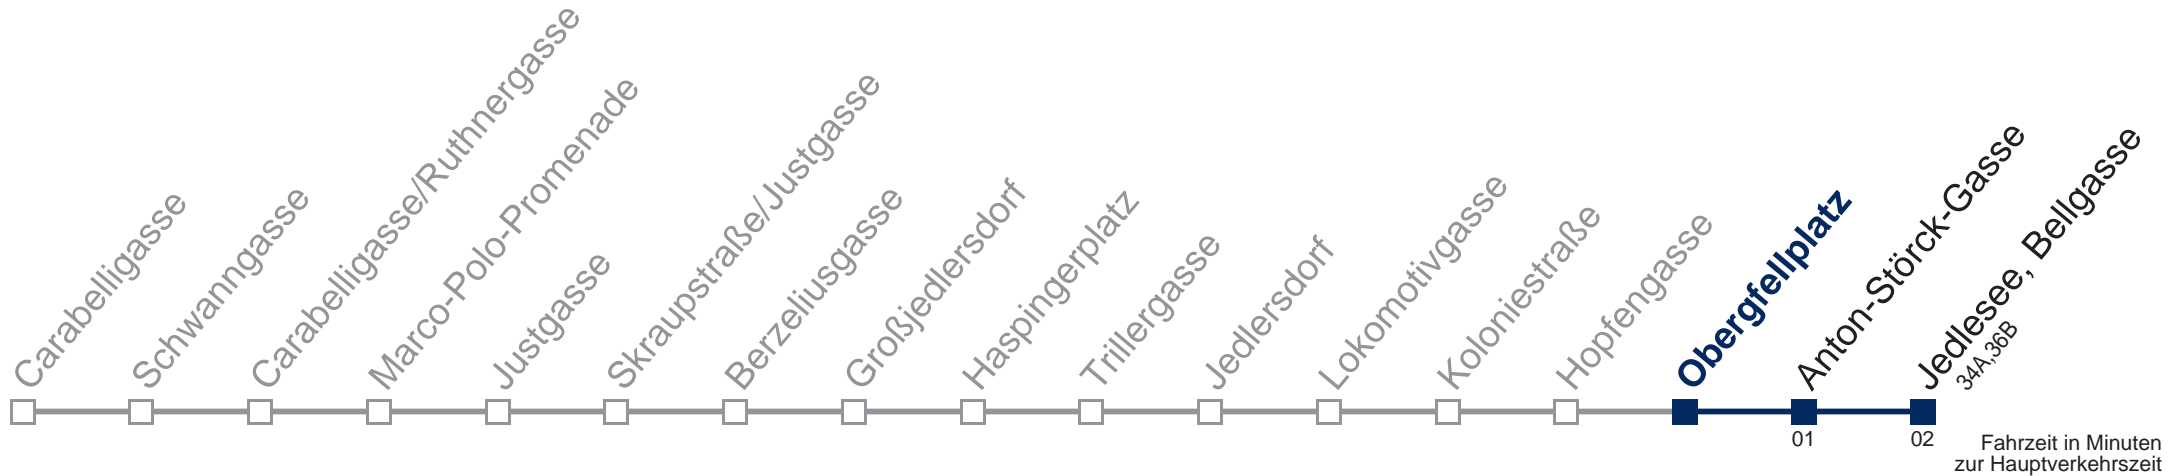 Carabelligasse
Schwanngasse
Carabelligasse/Ruthnergasse
Marco-Polo-Promenade
Justgasse
Skraupstraße/Justgasse
Berzeliusgasse
Großjedlersdorf
Haspingerplatz
Trillergasse
Jedlersdorf
Lokomotivgasse
Koloniestraße
Hopfengasse
Obergfellplatz
Anton-Störck-Gasse
Jedlesee, Bellgasse
34A,36B
01
02
Fahrzeit in Minuten
zur Hauptverkehrszeit